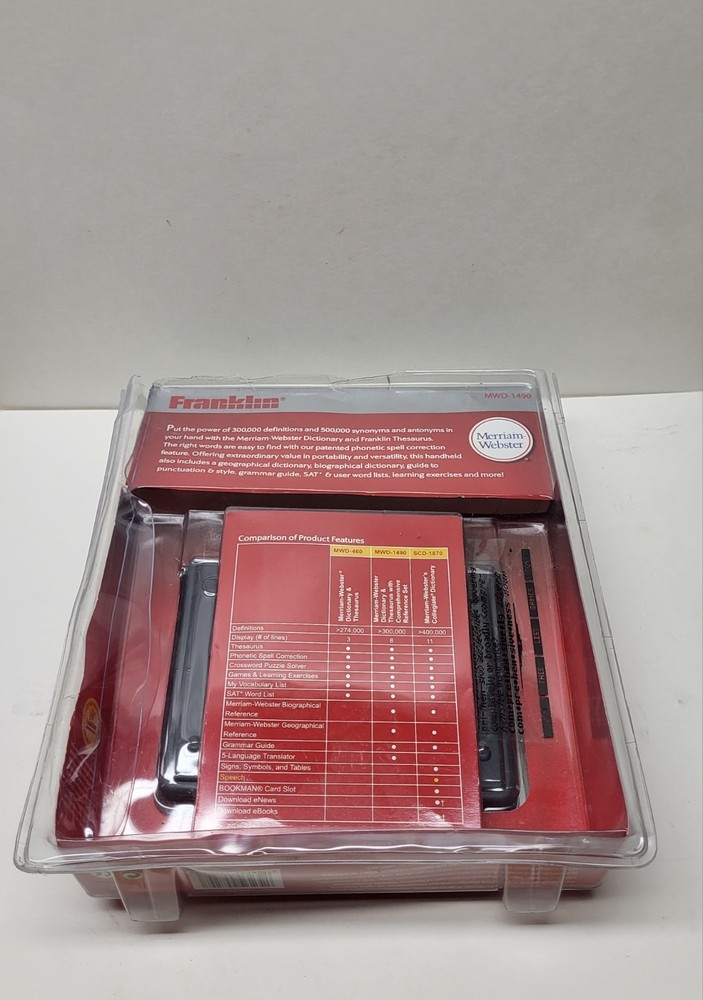 Franklin®
MWD-1490
Put the power of 300,000 definitions and 500,000 synonyms and antonyms in
your hand with the Merriam-Webster Dictionary and Franklin Thesaurus.
The right words are easy to find with our patented phonetic spell correction
feature. Offering extraordinary value in portability and versatility, this handheld
also includes a geographical dictionary, biographical dictionary, guide to
punctuation & style, grammar guide, SAT* & user word lists, learning exercises and more!
Merriam-
Webster
Comparison of Product Features
MWD-460 MWD-1490 SCD-1870
Merriam-Webster®
Dictionary &
Thesaurus
Merriam-Webster
Dictionary &
Thesaurus with
Comprehensive
Reference Set
Merriam-Webster's
Collegiate® Dictionary
Definitions >274,000 >300,000 >400,000
Display (# of lines) 3 8 11
Thesaurus • • •
Phonetic Spell Correction • • •
Crossword Puzzle Solver • • •
Games & Learning Exercises • • •
My Vocabulary List • • •
SAT* Word List • • •
Merriam-Webster Biographical
Reference • •
Merriam-Webster Geographical
Reference • •
Grammar Guide • •
5-Language Translator •
Signs, Symbols, and Tables •
Speech •
BOOKMAN® Card Slot •
Download eNews •†
Download eBooks